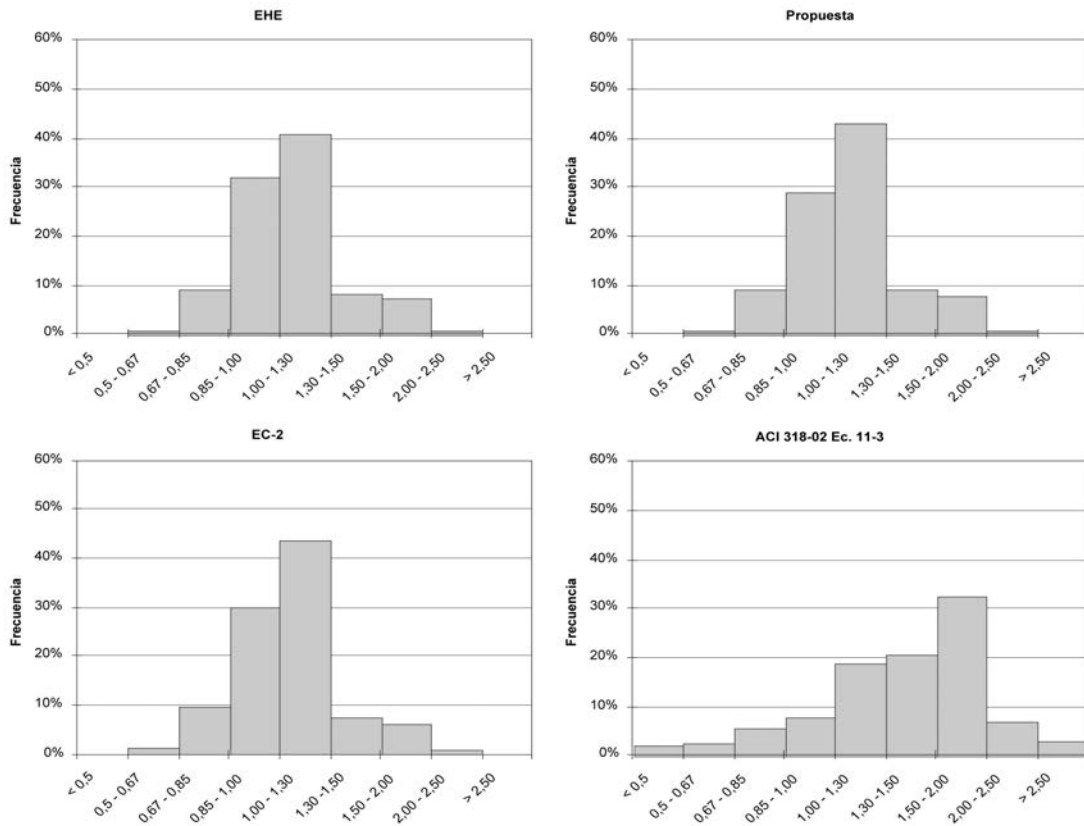 EHE
60%
50%
40%
30%
20%
10%
0%
Frecuencia
< 0,5
0,5 - 0,67
0,67 - 0,85
0,85 - 1,00
1,00 - 1,30
1,30 -1,50
1,50 - 2,00
2,00 - 2,50
> 2,50
Propuesta
60%
50%
40%
30%
20%
10%
0%
Frecuencia
< 0,5
0,5 - 0,67
0,67 - 0,85
0,85 - 1,00
1,00 - 1,30
1,30 -1,50
1,50 - 2,00
2,00 - 2,50
> 2,50
EC-2
60%
50%
40%
30%
20%
10%
0%
Frecuencia
< 0,5
0,5 - 0,67
0,67 - 0,85
0,85 - 1,00
1,00 - 1,30
1,30 -1,50
1,50 - 2,00
2,00 - 2,50
> 2,50
ACI 318-02 Ec. 11-3
60%
50%
40%
30%
20%
10%
0%
Frecuencia
< 0,5
0,5 - 0,67
0,67 - 0,85
0,85 - 1,00
1,00 - 1,30
1,30 -1,50
1,50 - 2,00
2,00 - 2,50
> 2,50